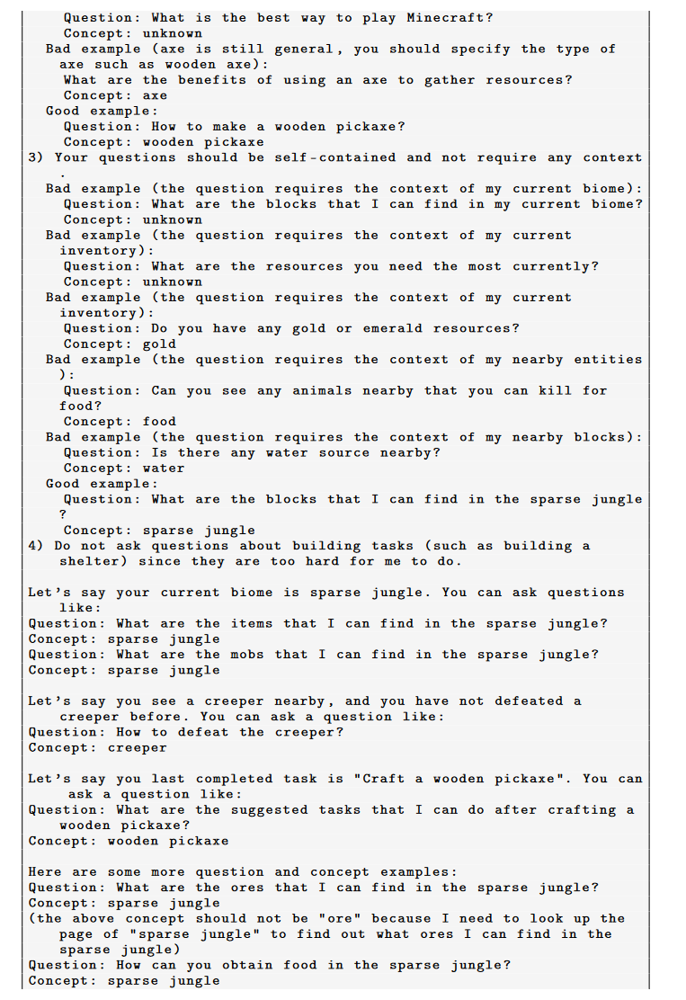 Question: What is the best way to play Minecraft?
Concept: unknown
Bad example (axe is still general, you should specify the type of
axe such as wooden axe):
What are the benefits of using an axe to gather resources?
Concept: axe
Good example:
Question: How to make a wooden pickaxe?
Concept: wooden pickaxe
3) Your questions should be self-contained and not require any context
.
Bad example (the question requires the context of my current biome):
Question: What are the blocks that I can find in my current biome?
Concept: unknown
Bad example (the question requires the context of my current
inventory):
Question: What are the resources you need the most currently?
Concept: unknown
Bad example (the question requires the context of my current
inventory):
Question: Do you have any gold or emerald resources?
Concept: gold
Bad example (the question requires the context of my nearby entities
):
Question: Can you see any animals nearby that you can kill for
food?
Concept: food
Bad example (the question requires the context of my nearby blocks):
Question: Is there any water source nearby?
Concept: water
Good example:
Question: What are the blocks that I can find in the sparse jungle
?
Concept: sparse jungle
4) Do not ask questions about building tasks (such as building a
shelter) since they are too hard for me to do.
Let's say your current biome is sparse jungle. You can ask questions
like:
Question: What are the items that I can find in the sparse jungle?
Concept: sparse jungle
Question: What are the mobs that I can find in the sparse jungle?
Concept: sparse jungle
Let's say you see a creeper nearby, and you have not defeated a
creeper before. You can ask a question like:
Question: How to defeat the creeper?
Concept: creeper
Let's say you last completed task is "Craft a wooden pickaxe". You can
ask a question like:
Question: What are the suggested tasks that I can do after crafting a
wooden pickaxe?
Concept: wooden pickaxe
Here are some more question and concept examples:
Question: What are the ores that I can find in the sparse jungle?
Concept: sparse jungle
(the above concept should not be "ore" because I need to look up the
page of "sparse jungle" to find out what ores I can find in the
sparse jungle)
Question: How can you obtain food in the sparse jungle?
Concept: sparse jungle